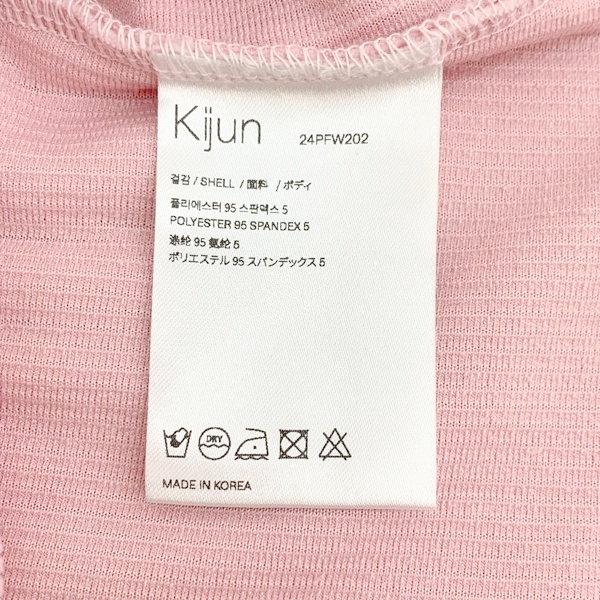 Kijun 24PFW202
겉감 / SHELL / 面料 / ボディ
폴리에스터 95 스판덱스 5
POLYESTER 95 SPANDEX 5
涤纶 95 氨纶 5
ポリエステル 95 スパンデックス 5
DRY
MADE IN KOREA